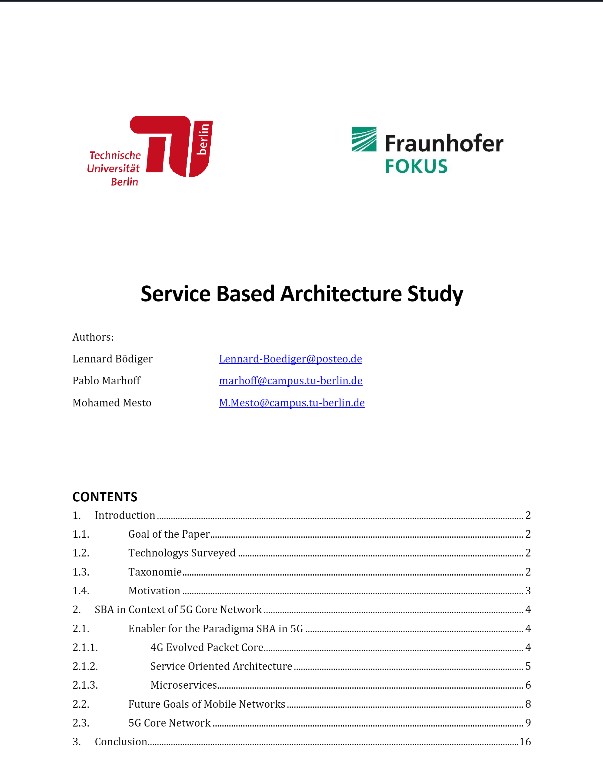 Technische
Universität
Berlin
berlin
Fraunhofer
FOKUS
Service Based Architecture Study
Authors:
Lennard Bödiger Lennard-Boediger@posteo.de
Pablo Marhoff marhoff@campus.tu-berlin.de
Mohamed Mesto M.Mesto@campus.tu-berlin.de
CONTENTS
1. Introduction 2
1.1. Goal of the Paper 2
1.2. Technologys Surveyed 2
1.3. Taxonomie 2
1.4. Motivation 3
2. SBA in Context of 5G Core Network 4
2.1. Enabler for the Paradigma SBA in 5G 4
2.1.1. 4G Evolved Packet Core 4
2.1.2. Service Oriented Architecture 5
2.1.3. Microservices 6
2.2. Future Goals of Mobile Networks 8
2.3. 5G Core Network 9
3. Conclusion 16